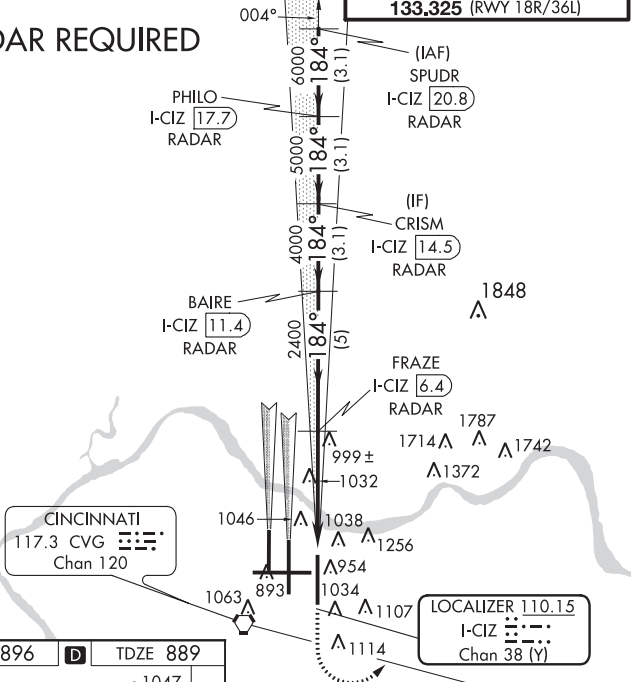 133.325 (RWY 18R/36L)
DAR REQUIRED
004°
6000
184°
(3.1)
(IAF)
SPUDR
I-CIZ 20.8
RADAR
PHILO
I-CIZ 17.7
RADAR
5000
184°
(3.1)
(IF)
CRISM
I-CIZ 14.5
RADAR
4000
184°
(3.1)
1848
BAIRE
I-CIZ 11.4
RADAR
2400
184°
(5)
FRAZE
I-CIZ 6.4
RADAR
1787
1714
1742
999 ±
1372
1032
1046
1038
1256
CINCINNATI
117.3 CVG
Chan 120
954
893
1034
1063
1107
LOCALIZER 110.15
I-CIZ
Chan 38 (Y)
1114
896 D TDZE 889
1047